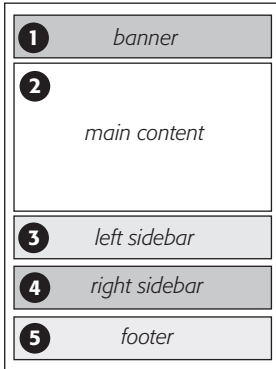 1 banner
2
main content
3 left sidebar
4 right sidebar
5 footer